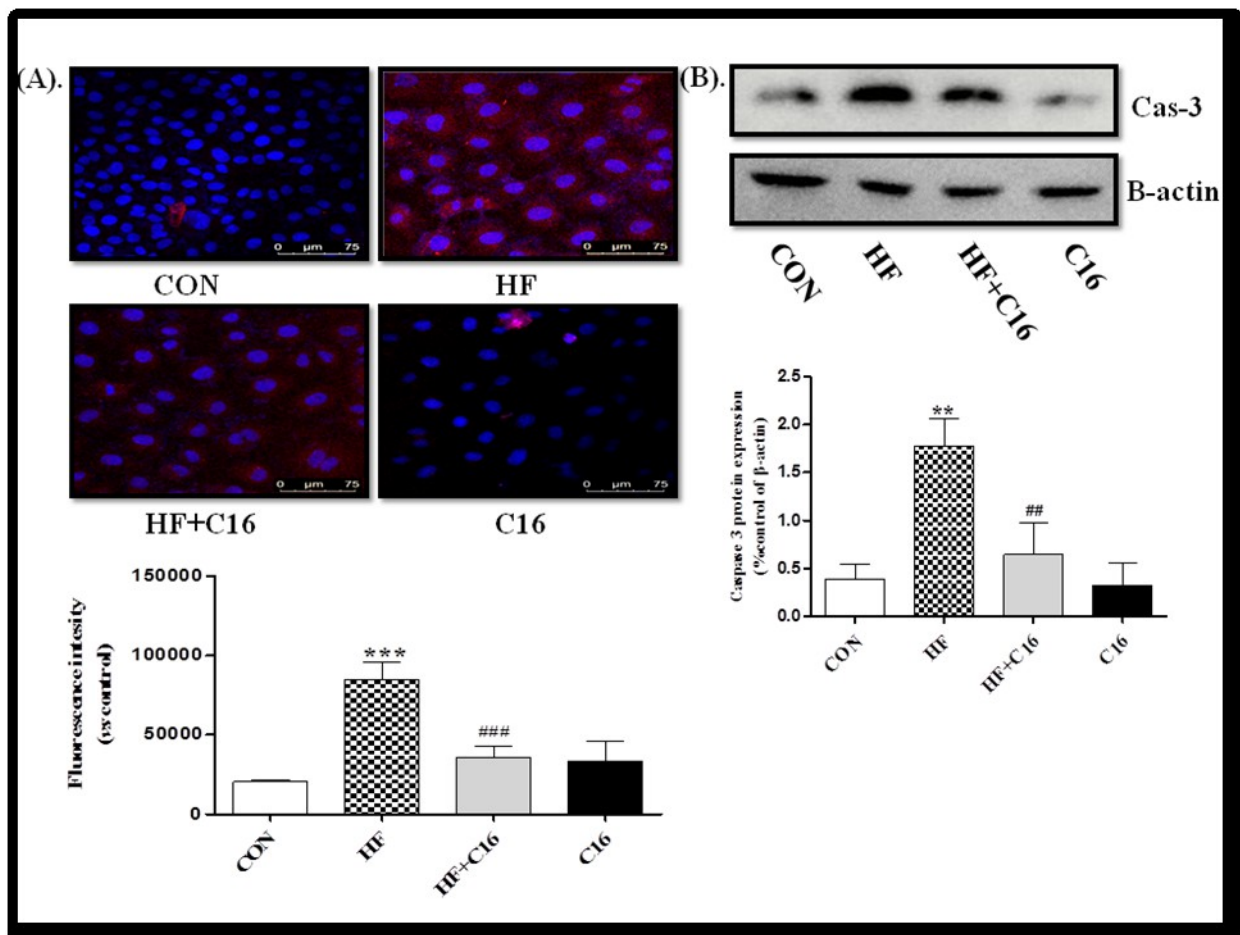 (A).
0 µm 75
CON
0 µm 75
HF
0 µm 75
HF+C16
0 µm 75
C16
Fluorescence intesity
(vs control)
150000
100000
50000
0
***
###
CON
HF
HF+C16
C16
(B).
Cas-3
B-actin
CON
HF
HF+C16
C16
Caspase 3 protein expression
(%control of β-actin)
2.5
2.0
1.5
1.0
0.5
0.0
**
##
CON
HF
HF+C16
C16